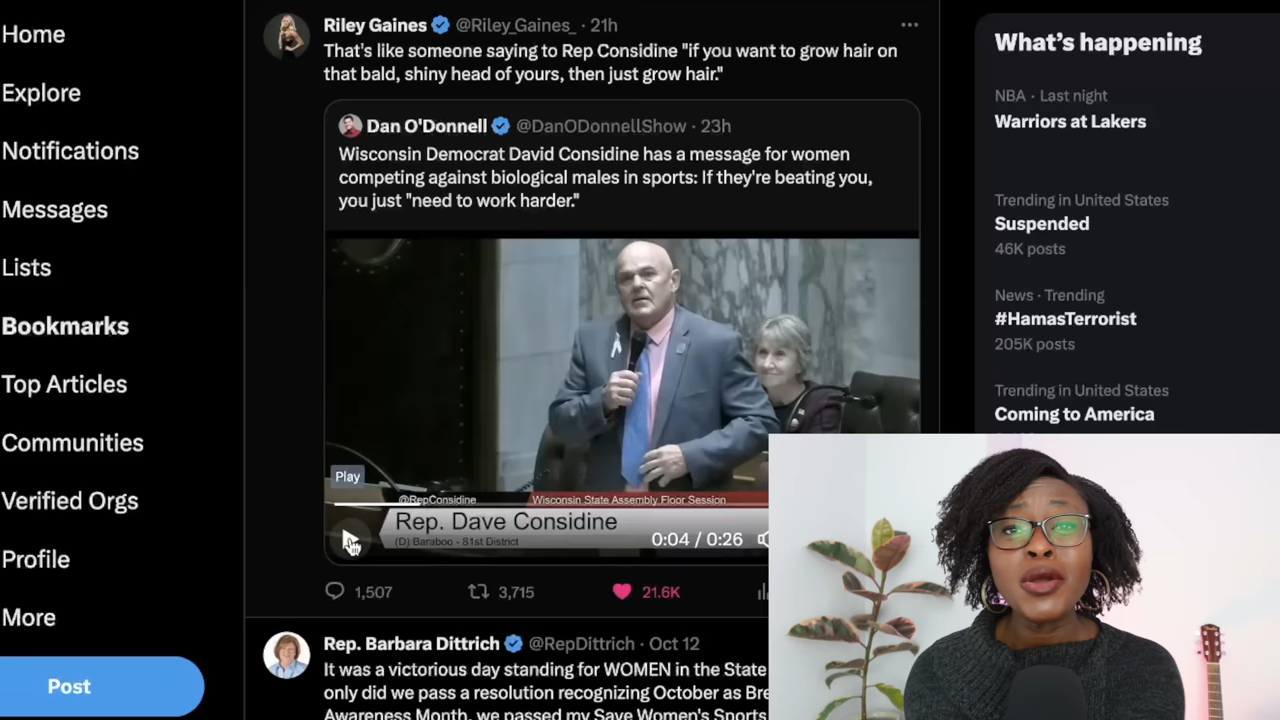 Home
Explore
Notifications
Messages
Lists
Bookmarks
Top Articles
Communities
Verified Orgs
Profile
More
Post
Riley Gaines @Riley_Gaines_ · 21h
That's like someone saying to Rep Considine "if you want to grow hair on
that bald, shiny head of yours, then just grow hair."
Dan O'Donnell @DanODonnellShow · 23h
Wisconsin Democrat David Considine has a message for women
competing against biological males in sports: If they're beating you,
you just "need to work harder."
Play
@RepConsidine Wisconsin State Assembly Floor Session
Rep. Dave Considine
(D) Baraboo - 81st District
0:04 / 0:26
1,507 3,715 21.6K
Rep. Barbara Dittrich @RepDittrich · Oct 12
It was a victorious day standing for WOMEN in the State
only did we pass a resolution recognizing October as Bre
Awareness Month, we passed my Save Women's Sports
What's happening
NBA · Last night
Warriors at Lakers
Trending in United States
Suspended
46K posts
News · Trending
#HamasTerrorist
205K posts
Trending in United States
Coming to America